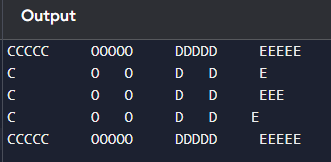 Output
CCCCC     OOOOO     DDDDD     EEEEE
C         O   O     D   D     E
C         O   O     D   D     EEE
C         O   O     D   D    E
CCCCC     OOOOO     DDDDD     EEEEE